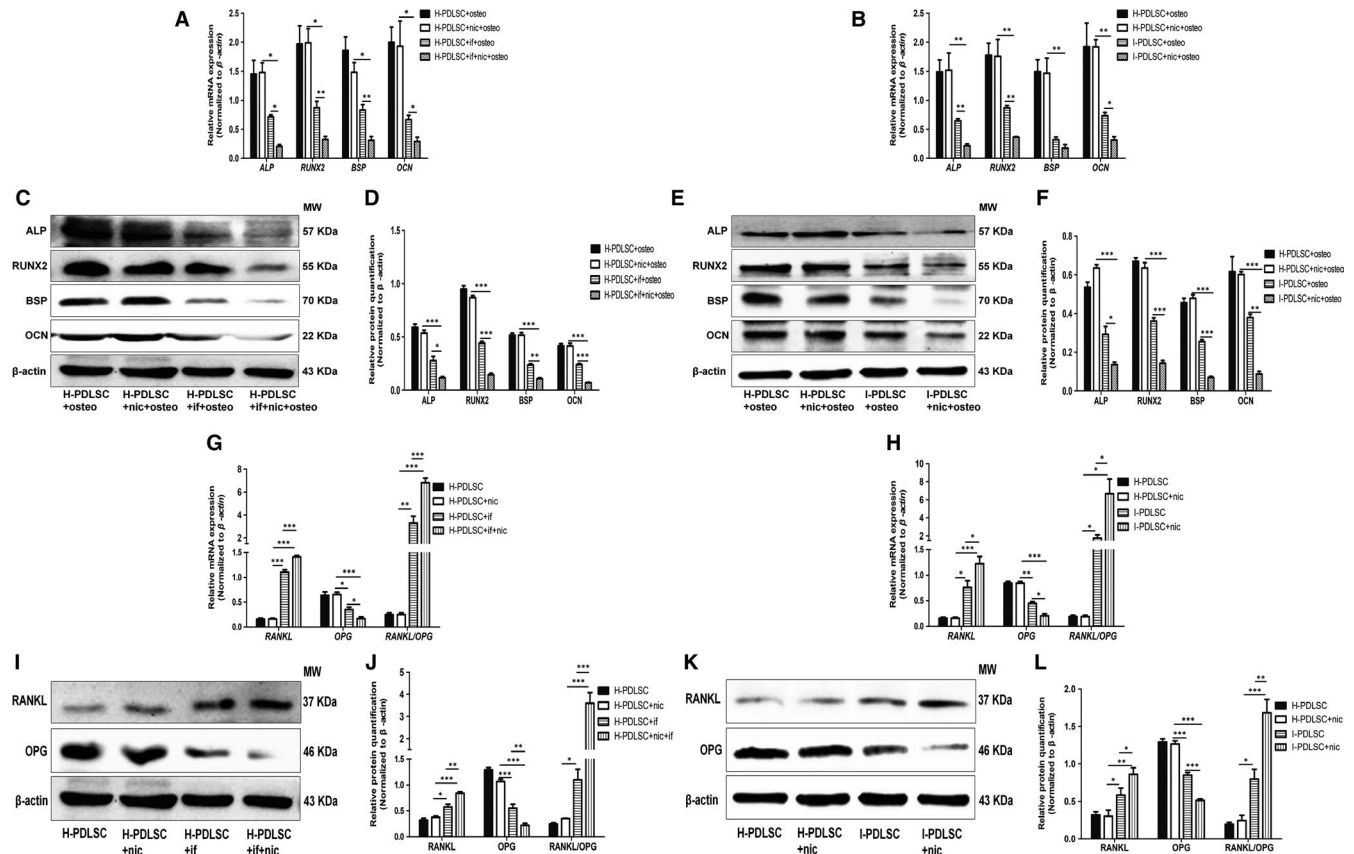 A
Relative mRNA expression
(Normalized to β -actin)
2.5
2.0
1.5
1.0
0.5
0.0
* * * ** * ** * *
ALP RUNX2 BSP OCN
H-PDLSC+osteo
H-PDLSC+nic+osteo
H-PDLSC+if+osteo
H-PDLSC+if+nic+osteo
B
Relative mRNA expression
(Normalized to β -actin)
2.5
2.0
1.5
1.0
0.5
0.0
** ** ** ** ** ** *
ALP RUNX2 BSP OCN
H-PDLSC+osteo
H-PDLSC+nic+osteo
I-PDLSC+osteo
I-PDLSC+nic+osteo
C
MW
ALP 57 KDa
RUNX2 55 KDa
BSP 70 KDa
OCN 22 KDa
β-actin 43 KDa
H-PDLSC H-PDLSC H-PDLSC H-PDLSC
+osteo +nic+osteo +if+osteo +if+nic+osteo
D
Relative protein quantification
(Normalized to β -actin)
1.5
1.0
0.5
0.0
*** * *** *** *** ** *** ***
ALP RUNX2 BSP OCN
H-PDLSC+osteo
H-PDLSC+nic+osteo
H-PDLSC+if+osteo
H-PDLSC+if+nic+osteo
E
MW
ALP 57 KDa
RUNX2 55 KDa
BSP 70 KDa
OCN 22 KDa
β-actin 43 KDa
H-PDLSC H-PDLSC I-PDLSC I-PDLSC
+osteo +nic+osteo +osteo +nic+osteo
F
Relative protein quantification
(Normalized to β -actin)
0.8
0.6
0.4
0.2
0.0
*** * *** *** *** *** *** **
ALP RUNX2 BSP OCN
H-PDLSC+osteo
H-PDLSC+nic+osteo
I-PDLSC+osteo
I-PDLSC+nic+osteo
G
Relative mRNA expression
(Normalized to β -actin)
8
6
4
2
1.5
1.0
0.5
0.0
*** *** *** *** * * *** *** **
RANKL OPG RANKL/OPG
H-PDLSC
H-PDLSC+nic
H-PDLSC+if
H-PDLSC+if+nic
H
Relative mRNA expression
(Normalized to β -actin)
10
8
6
4
2
1.5
1.0
0.5
0.0
* *** * *** ** * * * *
RANKL OPG RANKL/OPG
H-PDLSC
H-PDLSC+nic
I-PDLSC
I-PDLSC+nic
I
MW
RANKL 37 KDa
OPG 46 KDa
β-actin 43 KDa
H-PDLSC H-PDLSC H-PDLSC H-PDLSC
+nic +if +if+nic
J
Relative protein quantification
(Normalized to β -actin)
5
4
3
2
1.5
1.0
0.5
0.0
** *** * ** *** *** *** *** *
RANKL OPG RANKL/OPG
H-PDLSC
H-PDLSC+nic
H-PDLSC+if
H-PDLSC+nic+if
K
MW
RANKL 37 KDa
OPG 46 KDa
β-actin 43 KDa
H-PDLSC H-PDLSC I-PDLSC I-PDLSC
+nic +nic
L
Relative protein quantification
(Normalized to β -actin)
2.0
1.5
1.0
0.5
0.0
* ** * *** *** *** ** *** *
RANKL OPG RANKL/OPG
H-PDLSC
H-PDLSC+nic
I-PDLSC
I-PDLSC+nic